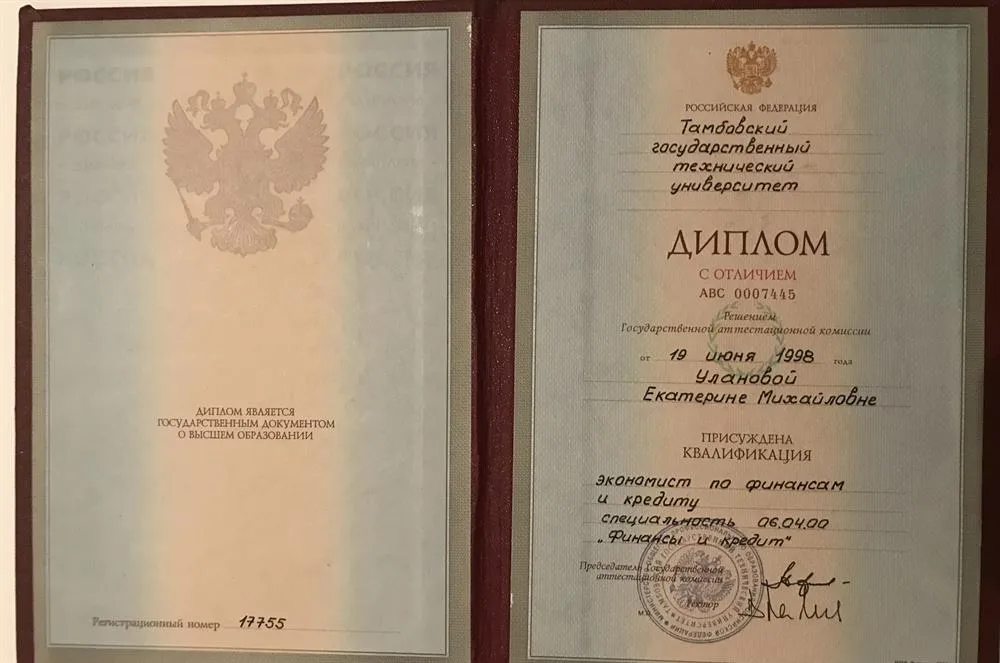 ДИПЛОМ ЯВЛЯЕТСЯ
ГОСУДАРСТВЕННЫМ ДОКУМЕНТОМ
О ВЫСШЕМ ОБРАЗОВАНИИ
Регистрационный номер 17755
РОССИЙСКАЯ ФЕДЕРАЦИЯ
Тамбовский
государственный
технический
университет
ДИПЛОМ
С ОТЛИЧИЕМ
АВС 0007445
Решением
Государственной аттестационной комиссии
от 19 июня 1998 года
Улановой
Екатерине Михайловне
ПРИСУЖДЕНА
КВАЛИФИКАЦИЯ
экономист по финансам
и кредиту
специальность 06.04.00
„Финансы и кредит"
Председатель Государственной
аттестационной комиссии
Ректор
М.П.